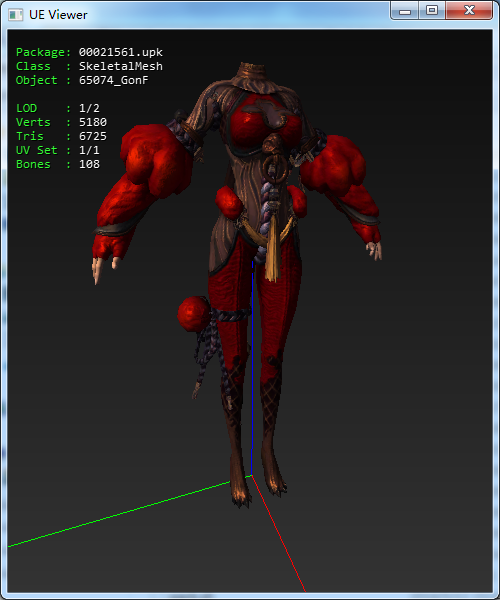 UE Viewer
Package: 00021561.upk
Class : SkeletalMesh
Object : 65074_GonF
LOD : 1/2
Verts : 5180
Tris : 6725
UV Set : 1/1
Bones : 108